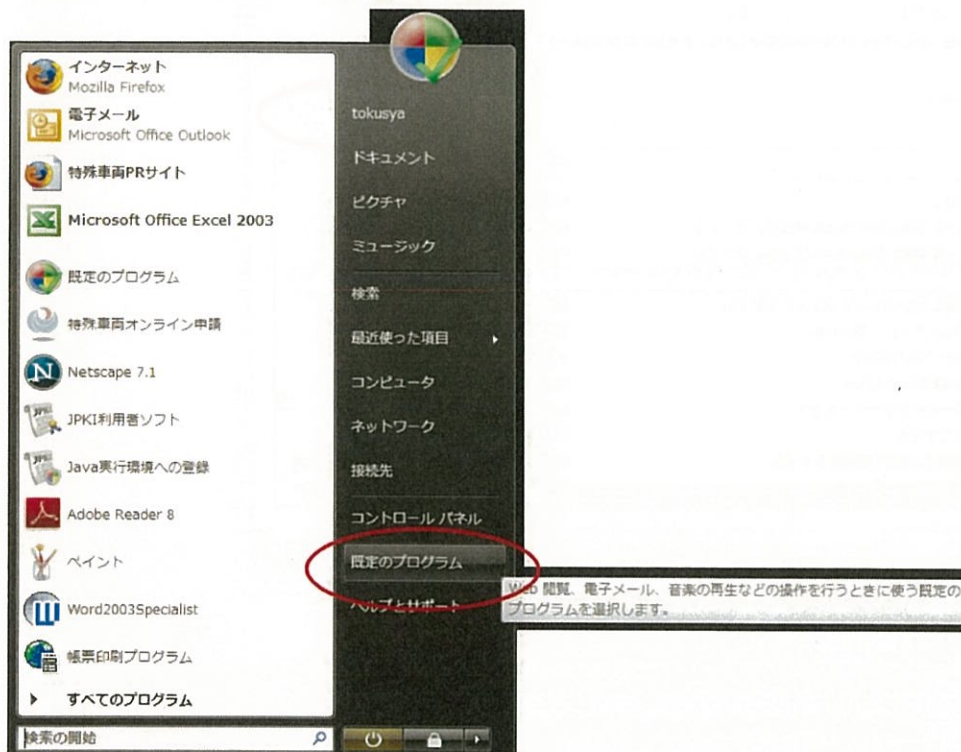 インターネット
Mozilla Firefox
電子メール
Microsoft Office Outlook
特殊車両PRサイト
Microsoft Office Excel 2003
既定のプログラム
特殊車両オンライン申請
Netscape 7.1
JPKI利用者ソフト
Java実行環境への登録
Adobe Reader 8
ペイント
Word2003Specialist
帳票印刷プログラム
すべてのプログラム
検索の開始
tokusya
ドキュメント
ピクチャ
ミュージック
検索
最近使った項目
コンピュータ
ネットワーク
接続先
コントロール パネル
既定のプログラム
ヘルプとサポート
Web 閲覧、電子メール、音楽の再生などの操作を行うときに使う既定の
プログラムを選択します。